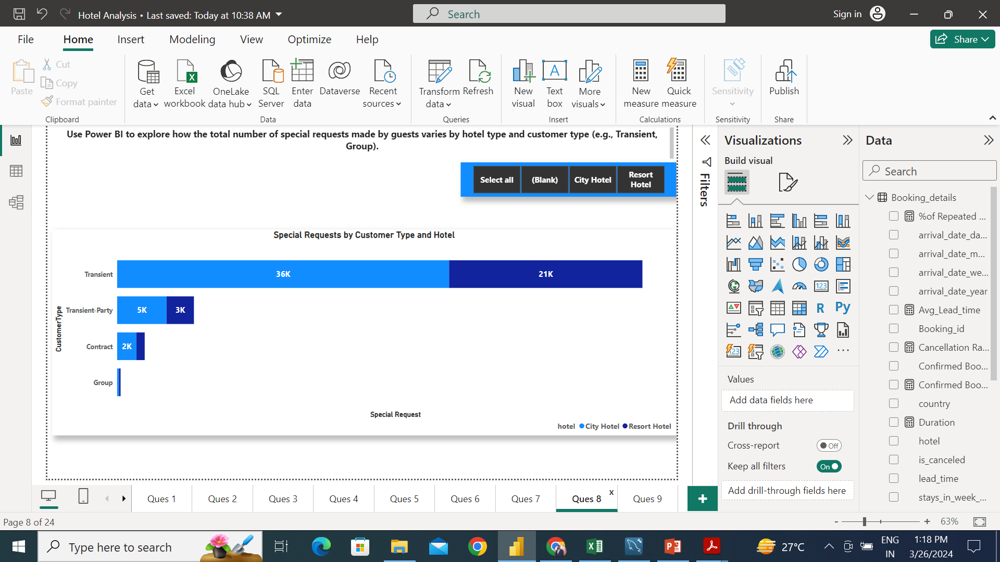 Hotel Analysis • Last saved: Today at 10:38 AM
Search
Sign in
File Home Insert Modeling View Optimize Help
Share
Paste
Cut
Copy
Format painter
Clipboard
Get data
Excel workbook
OneLake data hub
SQL Server
Enter data
Dataverse
Recent sources
Data
Transform data
Refresh
Queries
New visual
Text box
More visuals
Insert
New measure
Quick measure
Calculations
Sensitivity
Sensitivity
Publish
Share
Use Power BI to explore how the total number of special requests made by guests varies by hotel type and customer type (e.g., Transient,
Group).
Select all
(Blank)
City Hotel
Resort
Hotel
Special Requests by Customer Type and Hotel
CustomerType
Transient 36K 21K
Transient-Party 5K 3K
Contract 2K
Group
Special Request
hotel City Hotel Resort Hotel
Filters
Visualizations
Build visual
123
R
Py
123
Values
Add data fields here
Drill through
Cross-report Off
Keep all filters On
Add drill-through fields here
Data
Search
Booking_details
%of Repeated ...
arrival_date_da...
arrival_date_m...
arrival_date_we...
arrival_date_year
Avg_Lead_time
Booking_id
Cancellation Ra...
Confirmed Boo...
Confirmed Boo...
country
Duration
hotel
is_canceled
lead_time
stays_in_week_...
Ques 1 Ques 2 Ques 3 Ques 4 Ques 5 Ques 6 Ques 7 Ques 8 x Ques 9 +
Page 8 of 24
- + 63%
Type here to search
27°C
ENG
IN
1:18 PM
3/26/2024